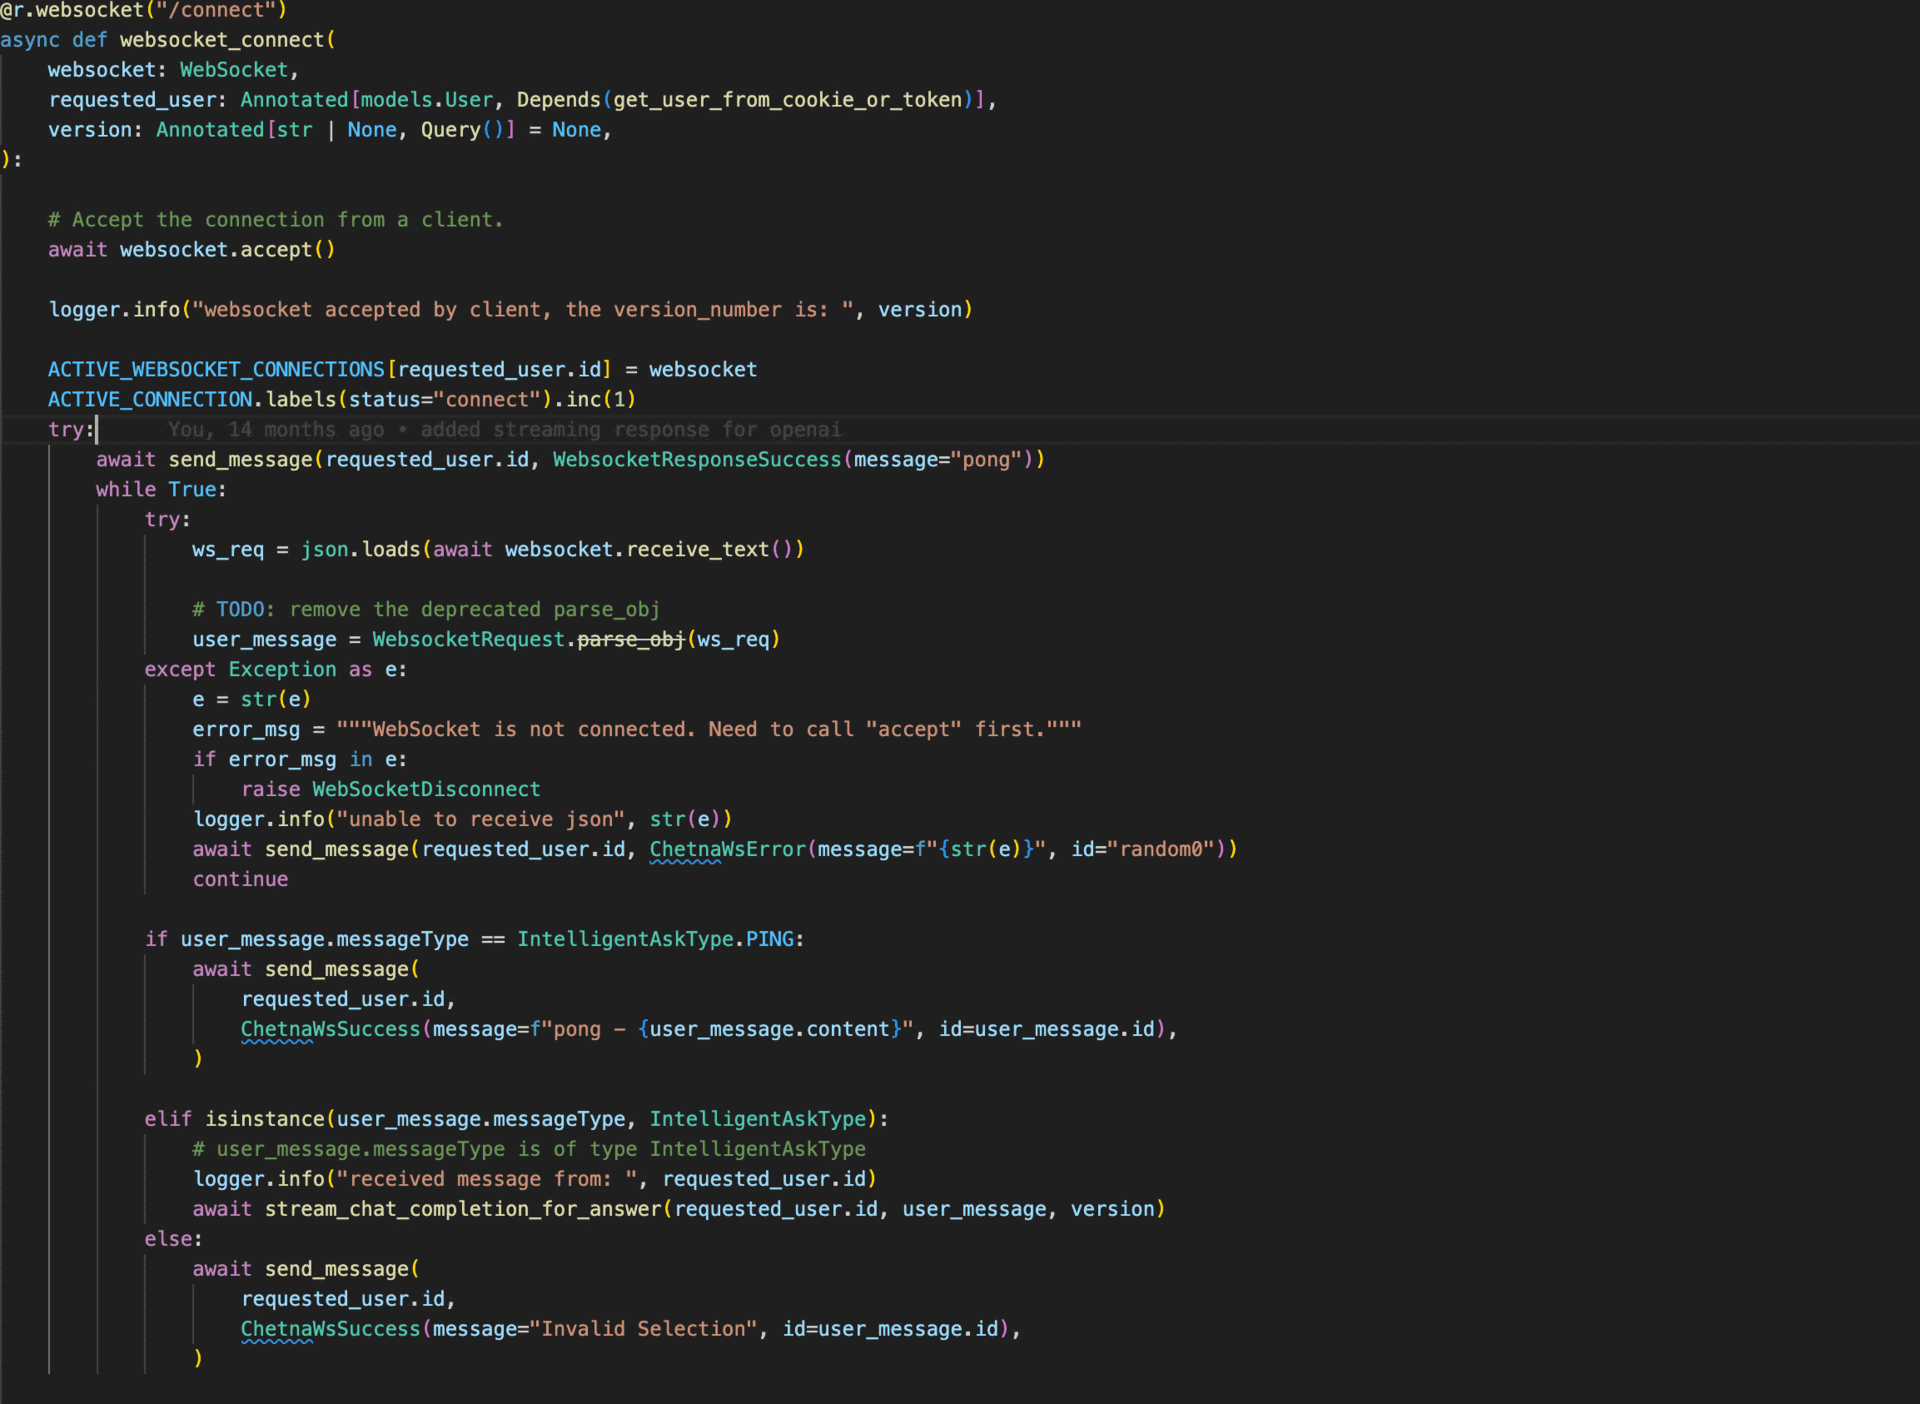 @r.websocket("/connect")
async def websocket_connect(
    websocket: WebSocket,
    requested_user: Annotated[models.User, Depends(get_user_from_cookie_or_token)],
    version: Annotated[str | None, Query()] = None,
):
    # Accept the connection from a client.
    await websocket.accept()
    logger.info("websocket accepted by client, the version_number is: ", version)
    ACTIVE_WEBSOCKET_CONNECTIONS[requested_user.id] = websocket
    ACTIVE_CONNECTION.labels(status="connect").inc(1)
    try:      You, 14 months ago • added streaming response for openai
        await send_message(requested_user.id, WebsocketResponseSuccess(message="pong"))
        while True:
            try:
                ws_req = json.loads(await websocket.receive_text())
                # TODO: remove the deprecated parse_obj
                user_message = WebsocketRequest.parse_obj(ws_req)
            except Exception as e:
                e = str(e)
                error_msg = """WebSocket is not connected. Need to call "accept" first."""
                if error_msg in e:
                    raise WebSocketDisconnect
                logger.info("unable to receive json", str(e))
                await send_message(requested_user.id, ChetnaWsError(message=f"{str(e)}", id="random0"))
                continue
            if user_message.messageType == IntelligentAskType.PING:
                await send_message(
                    requested_user.id,
                    ChetnaWsSuccess(message=f"pong - {user_message.content}", id=user_message.id),
                )
            elif isinstance(user_message.messageType, IntelligentAskType):
                # user_message.messageType is of type IntelligentAskType
                logger.info("received message from: ", requested_user.id)
                await stream_chat_completion_for_answer(requested_user.id, user_message, version)
            else:
                await send_message(
                    requested_user.id,
                    ChetnaWsSuccess(message="Invalid Selection", id=user_message.id),
                )